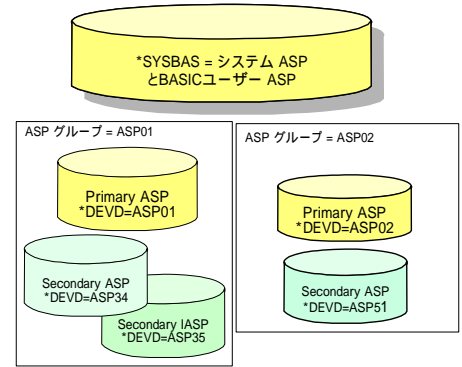 *SYSBAS = システム ASP
とBASICユーザー ASP
ASP グループ = ASP01
Primary ASP
*DEVD=ASP01
Secondary ASP
*DEVD=ASP34
Secondary IASP
*DEVD=ASP35
ASP グループ = ASP02
Primary ASP
*DEVD=ASP02
Secondary ASP
*DEVD=ASP51